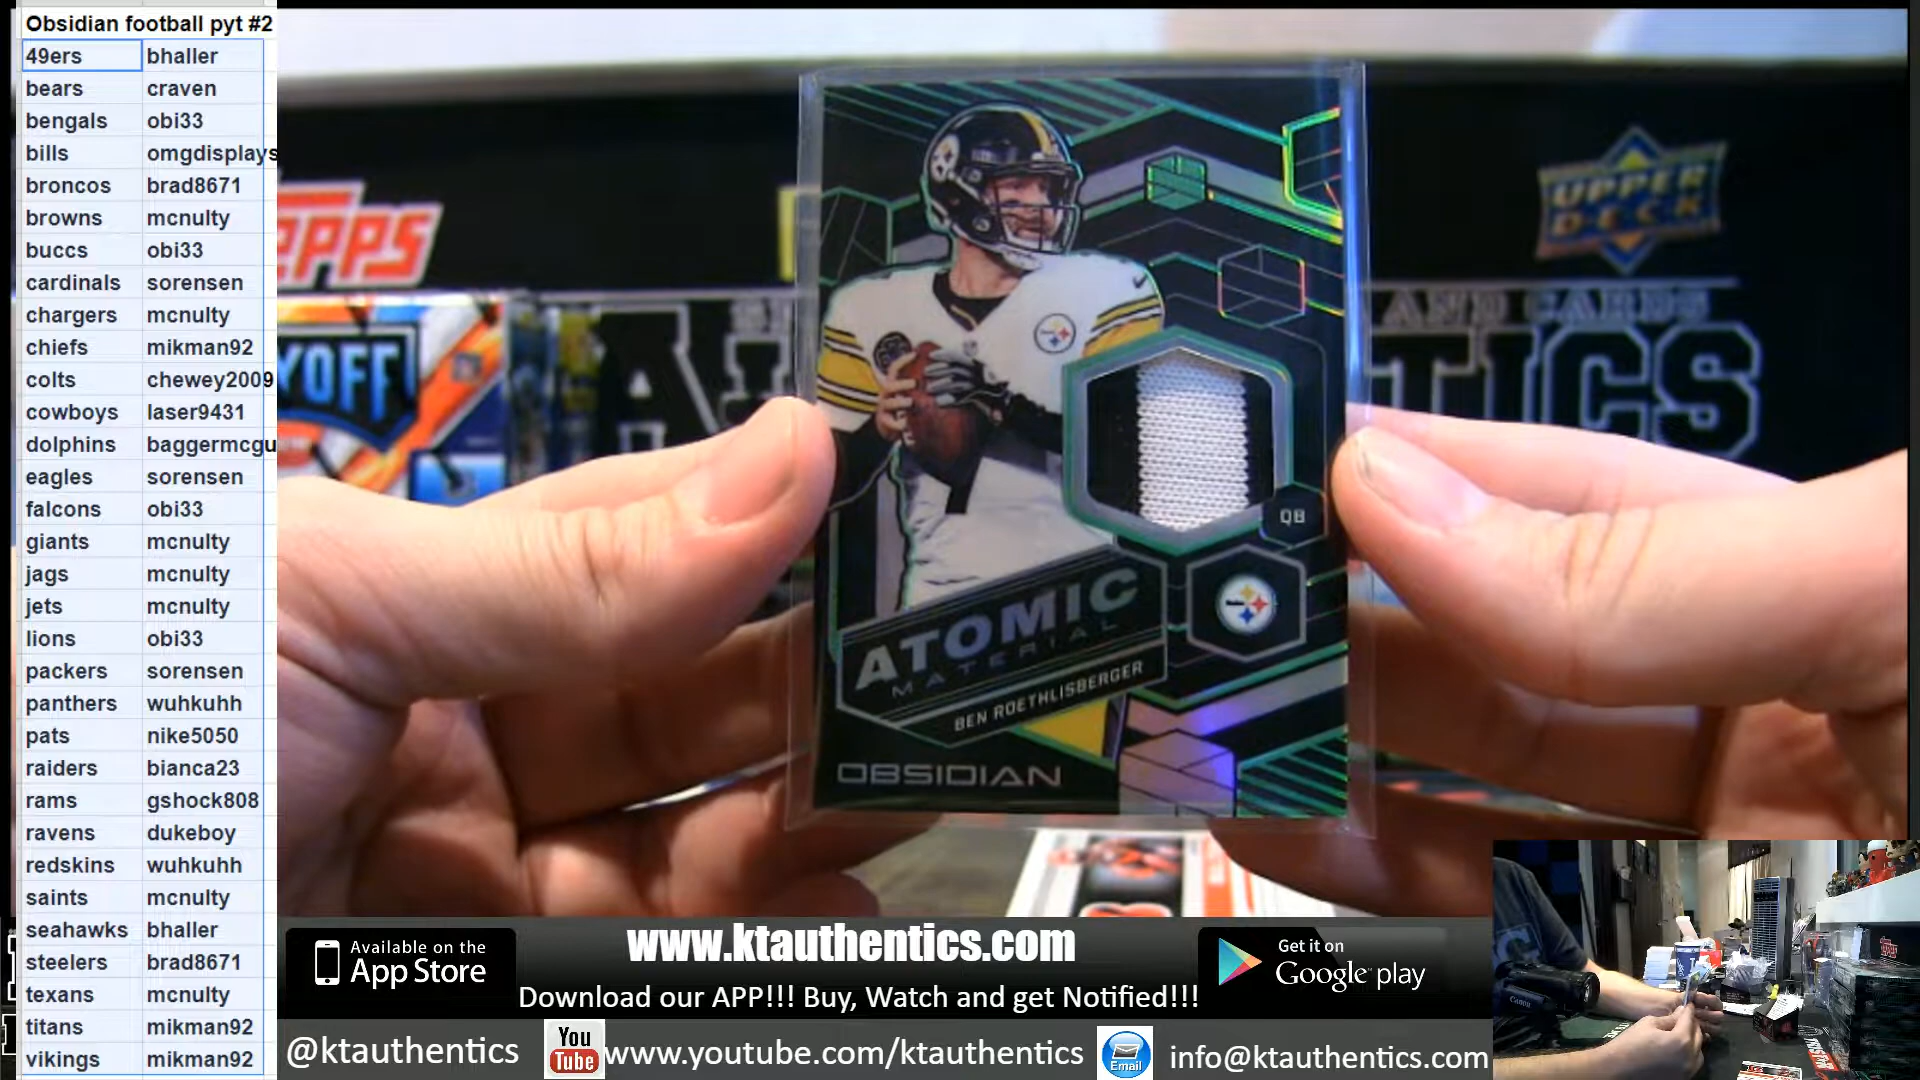 Obsidian football pyt #2
49ers bhaller
bears craven
bengals obi33
bills omgdisplays
broncos brad8671
browns mcnulty
buccs obi33
cardinals sorensen
chargers mcnulty
chiefs mikman92
colts chewey2009
cowboys laser9431
dolphins baggermcgu
eagles sorensen
falcons obi33
giants mcnulty
jags mcnulty
jets mcnulty
lions obi33
packers sorensen
panthers wuhkuhh
pats nike5050
raiders bianca23
rams gshock808
ravens dukeboy
redskins wuhkuhh
saints mcnulty
seahawks bhaller
steelers brad8671
texans mcnulty
titans mikman92
vikings mikman92
UPPER
DECK
AND CARDS
TICS
QB
ATOMIC
MATERIAL
BEN ROETHLISBERGER
OBSIDIAN
Available on the
App Store
www.ktauthentics.com
Download our APP!!! Buy, Watch and get Notified!!!
Get it on
Google play
@ktauthentics
You
Tube
www.youtube.com/ktauthentics
Email
info@ktauthentics.com